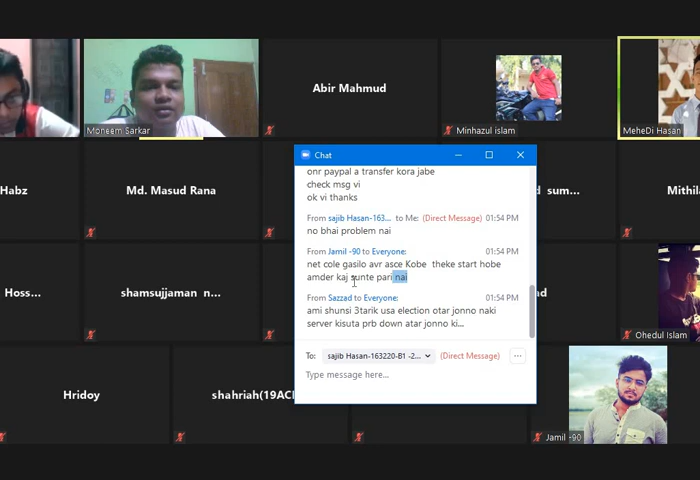 Moneem Sarkar
Abir Mahmud
Minhazul islam
MeheDi Hasan
Chat
onr paypal a transfer kora jabe
check msg vi
ok vi thanks
Habz
Md. Masud Rana
d sum...
Mithil
From sajib Hasan-163... to Me: (Direct Message) 01:54 PM
no bhai problem nai
From Jamil -90 to Everyone: 01:54 PM
net cole gasilo avr asce Kobe theke start hobe
amder kaj sunte pari nai
Hoss...
shamsujjaman n...
ad
From Sazzad to Everyone: 01:54 PM
ami shunsi 3tarik usa election otar jonno naki
server kisuta prb down atar jonno ki...
Ohedul Islam
To: sajib Hasan-163220-B1 -2... (Direct Message)
Type message here...
Hridoy
shahriah(19ACI
Jamil -90